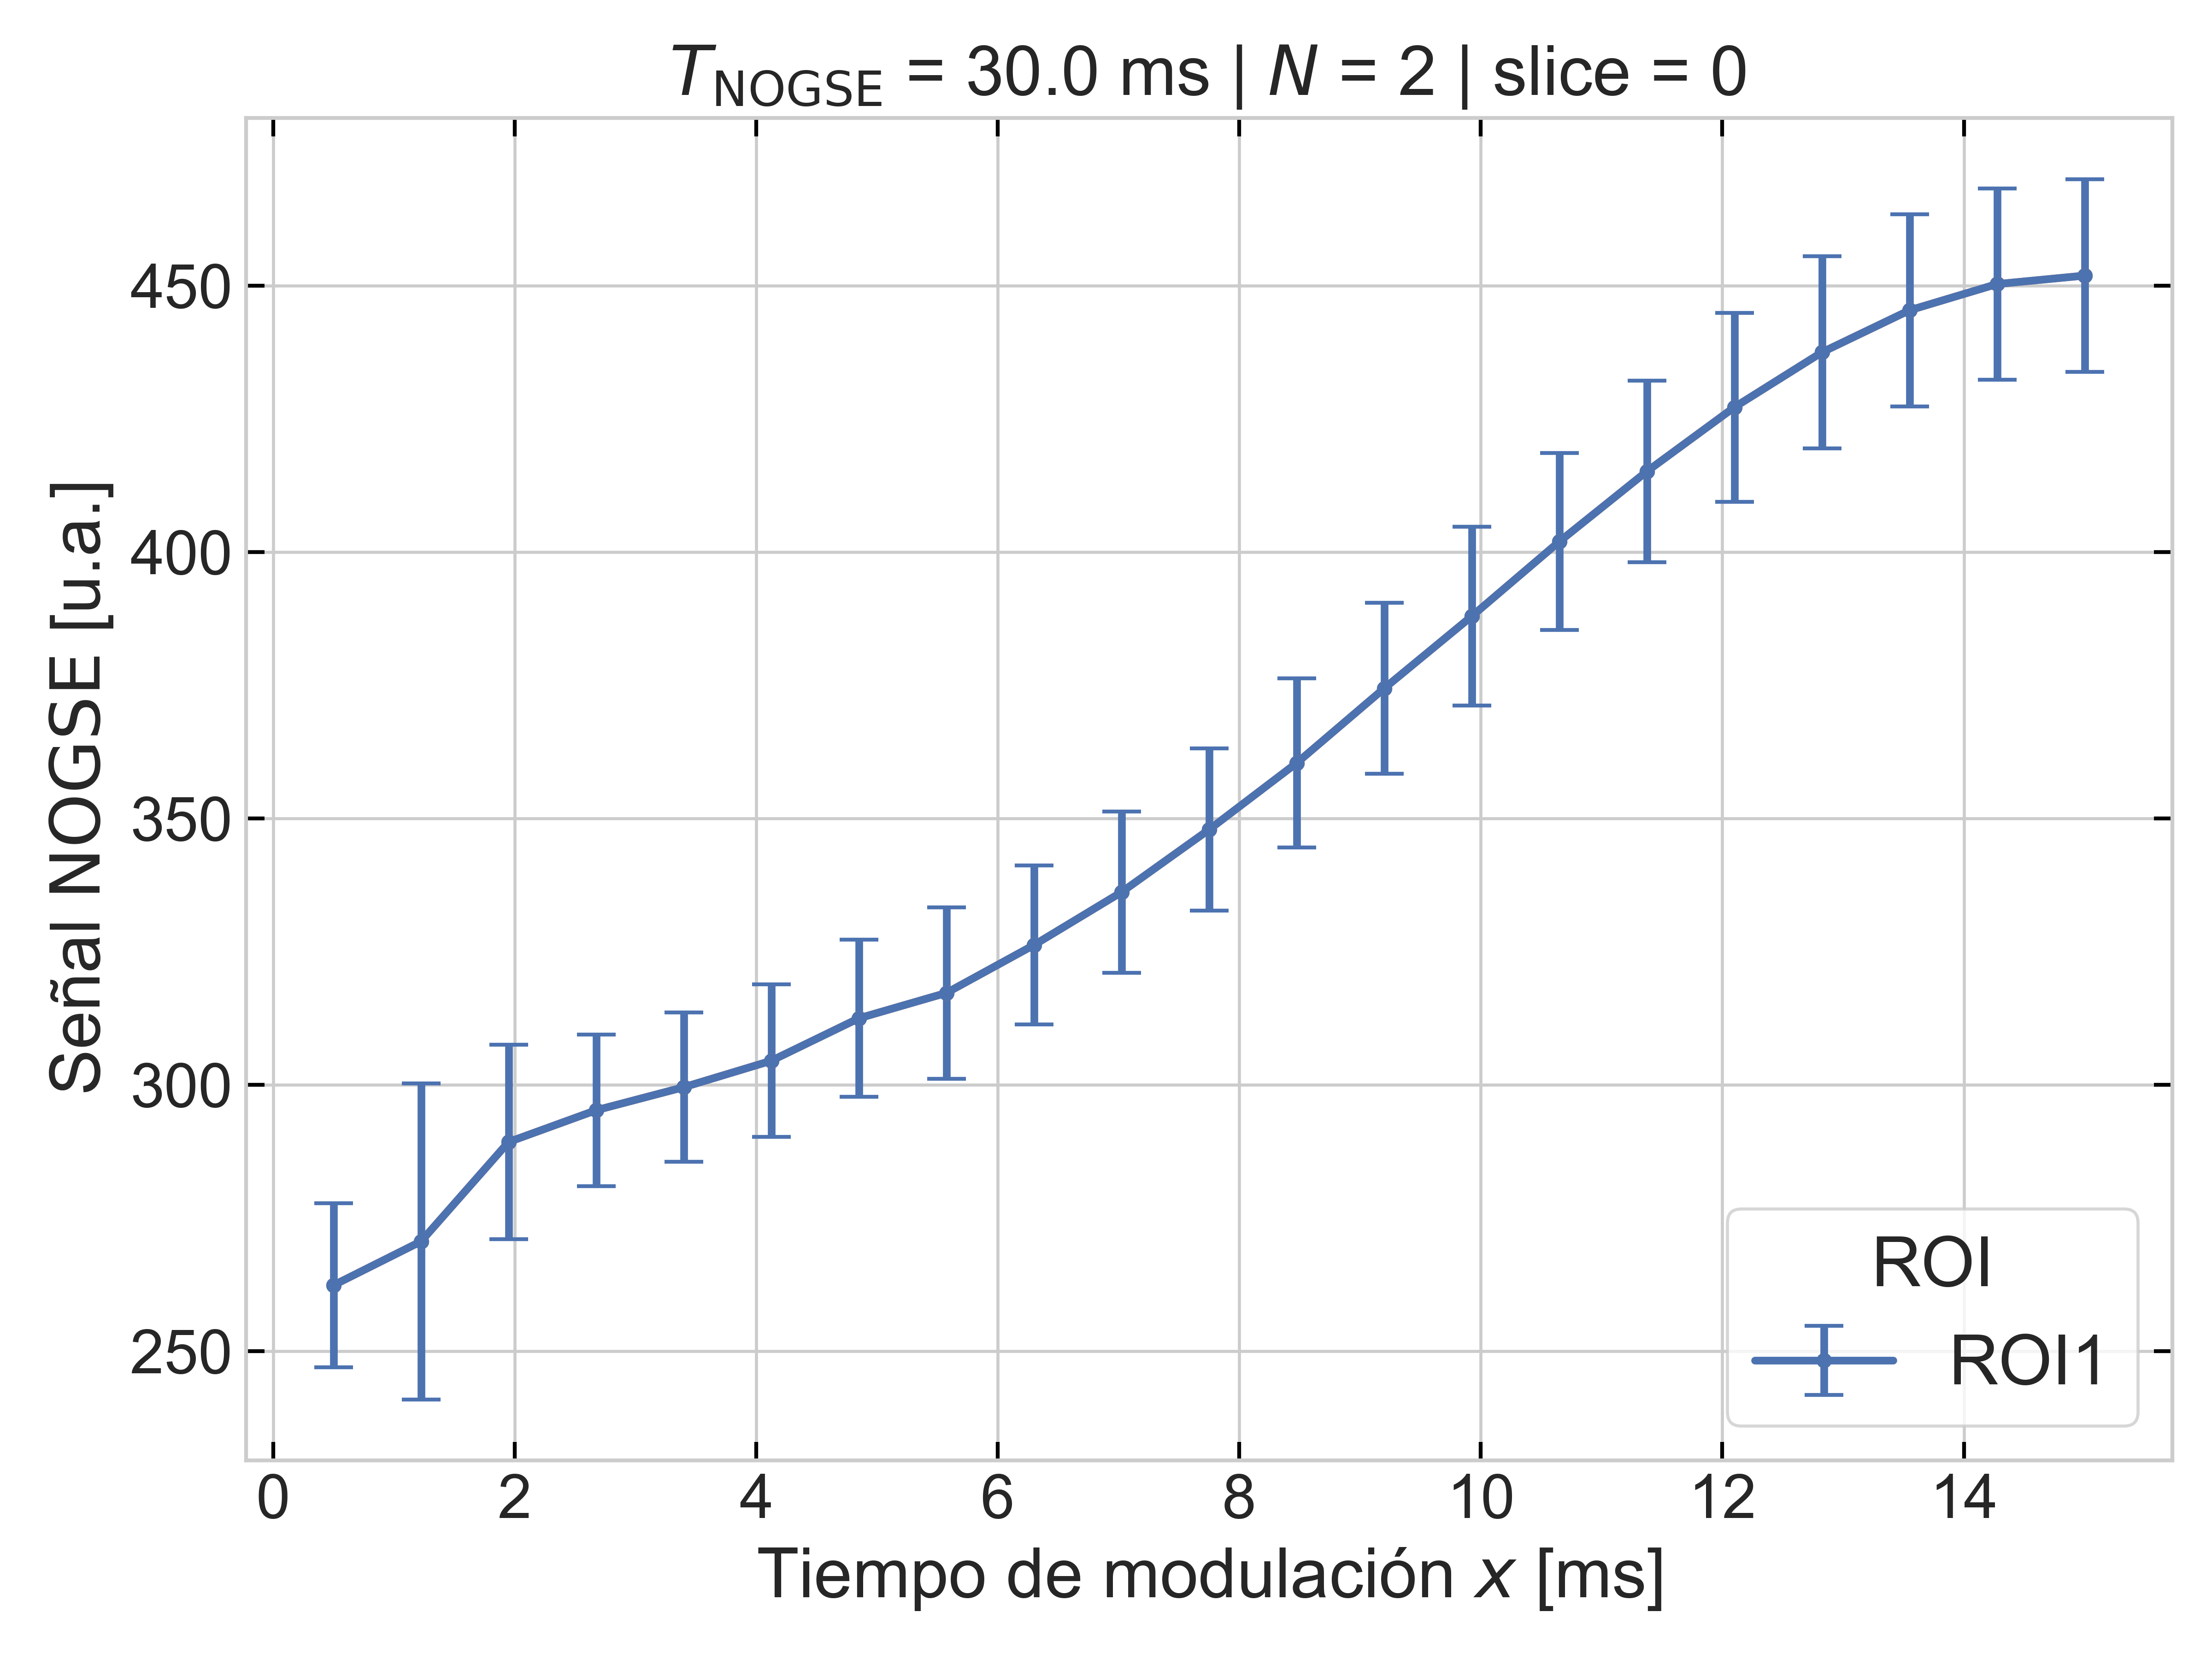 T_NOGSE = 30.0 ms | N = 2 | slice = 0
Señal NOGSE [u.a.]
450
400
350
300
250
ROI
ROI1
0 2 4 6 8 10 12 14
Tiempo de modulación x [ms]